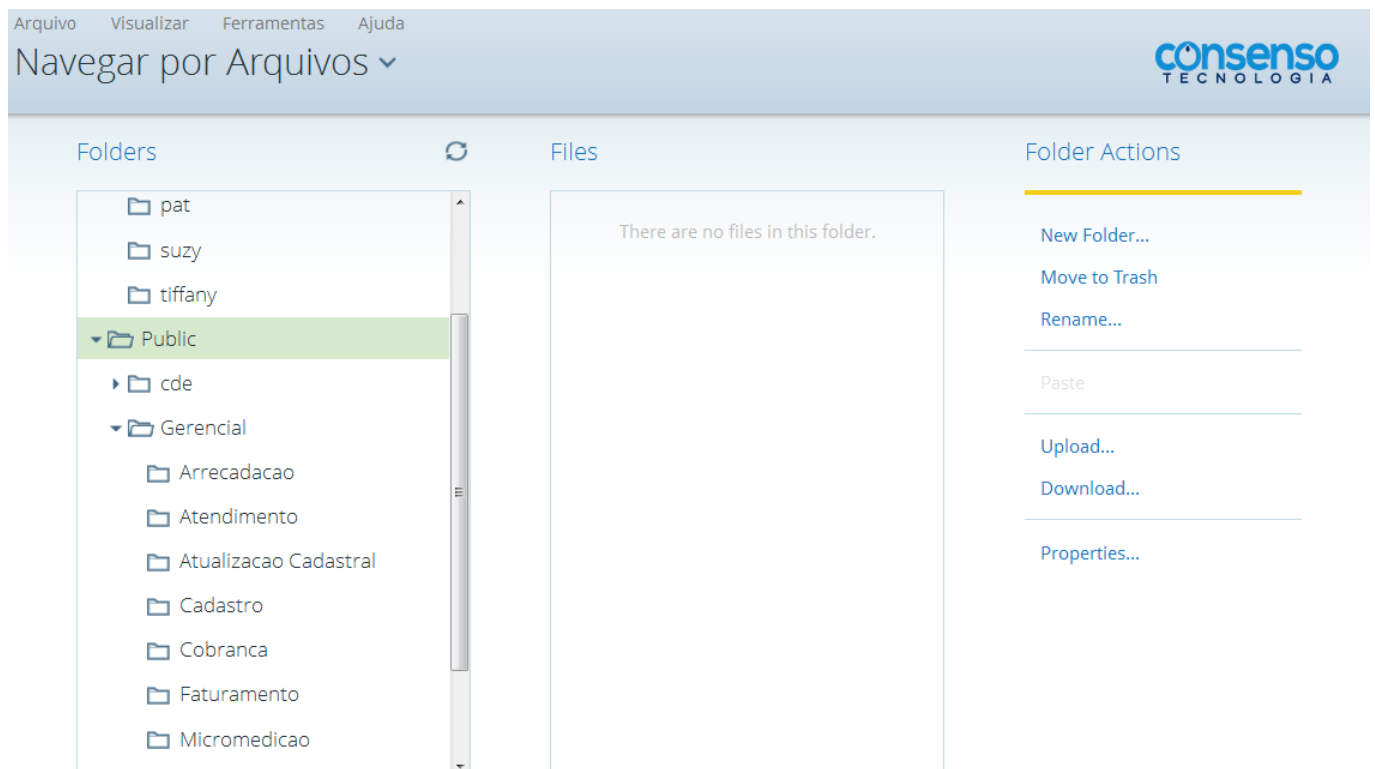 Arquivo Visualizar Ferramentas Ajuda
Navegar por Arquivos
consenso
TECNOLOGIA
Folders
pat
suzy
tiffany
Public
cde
Gerencial
Arrecadacao
Atendimento
Atualizacao Cadastral
Cadastro
Cobranca
Faturamento
Micromedicao
Files
There are no files in this folder.
Folder Actions
New Folder...
Move to Trash
Rename...
Paste
Upload...
Download...
Properties...